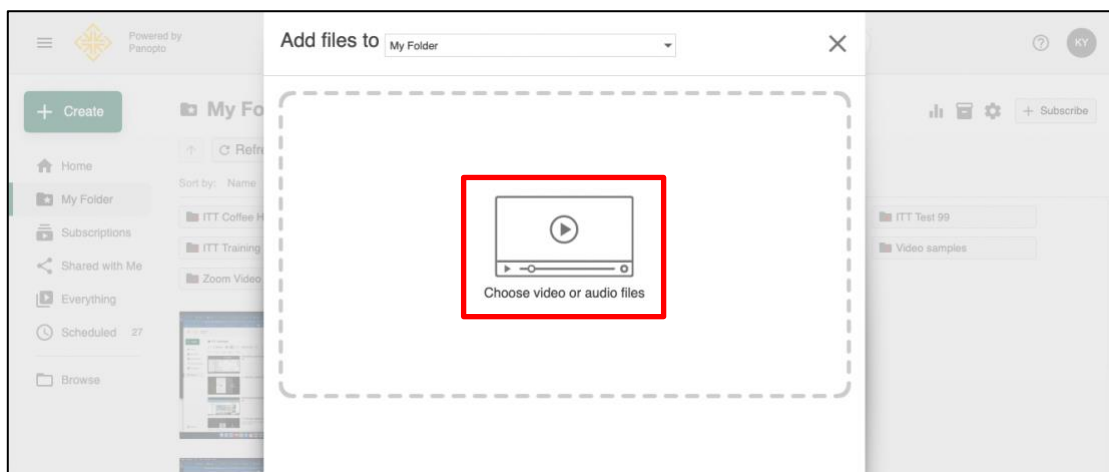 Powered by
Panopto
Add files to My Folder
KY
+ Create
My Fo
+ Subscribe
Refre
Home
Sort by: Name
My Folder
ITT Coffee H
ITT Test 99
Subscriptions
ITT Training
Video samples
Shared with Me
Zoom Video
Everything
Choose video or audio files
Scheduled 27
Browse